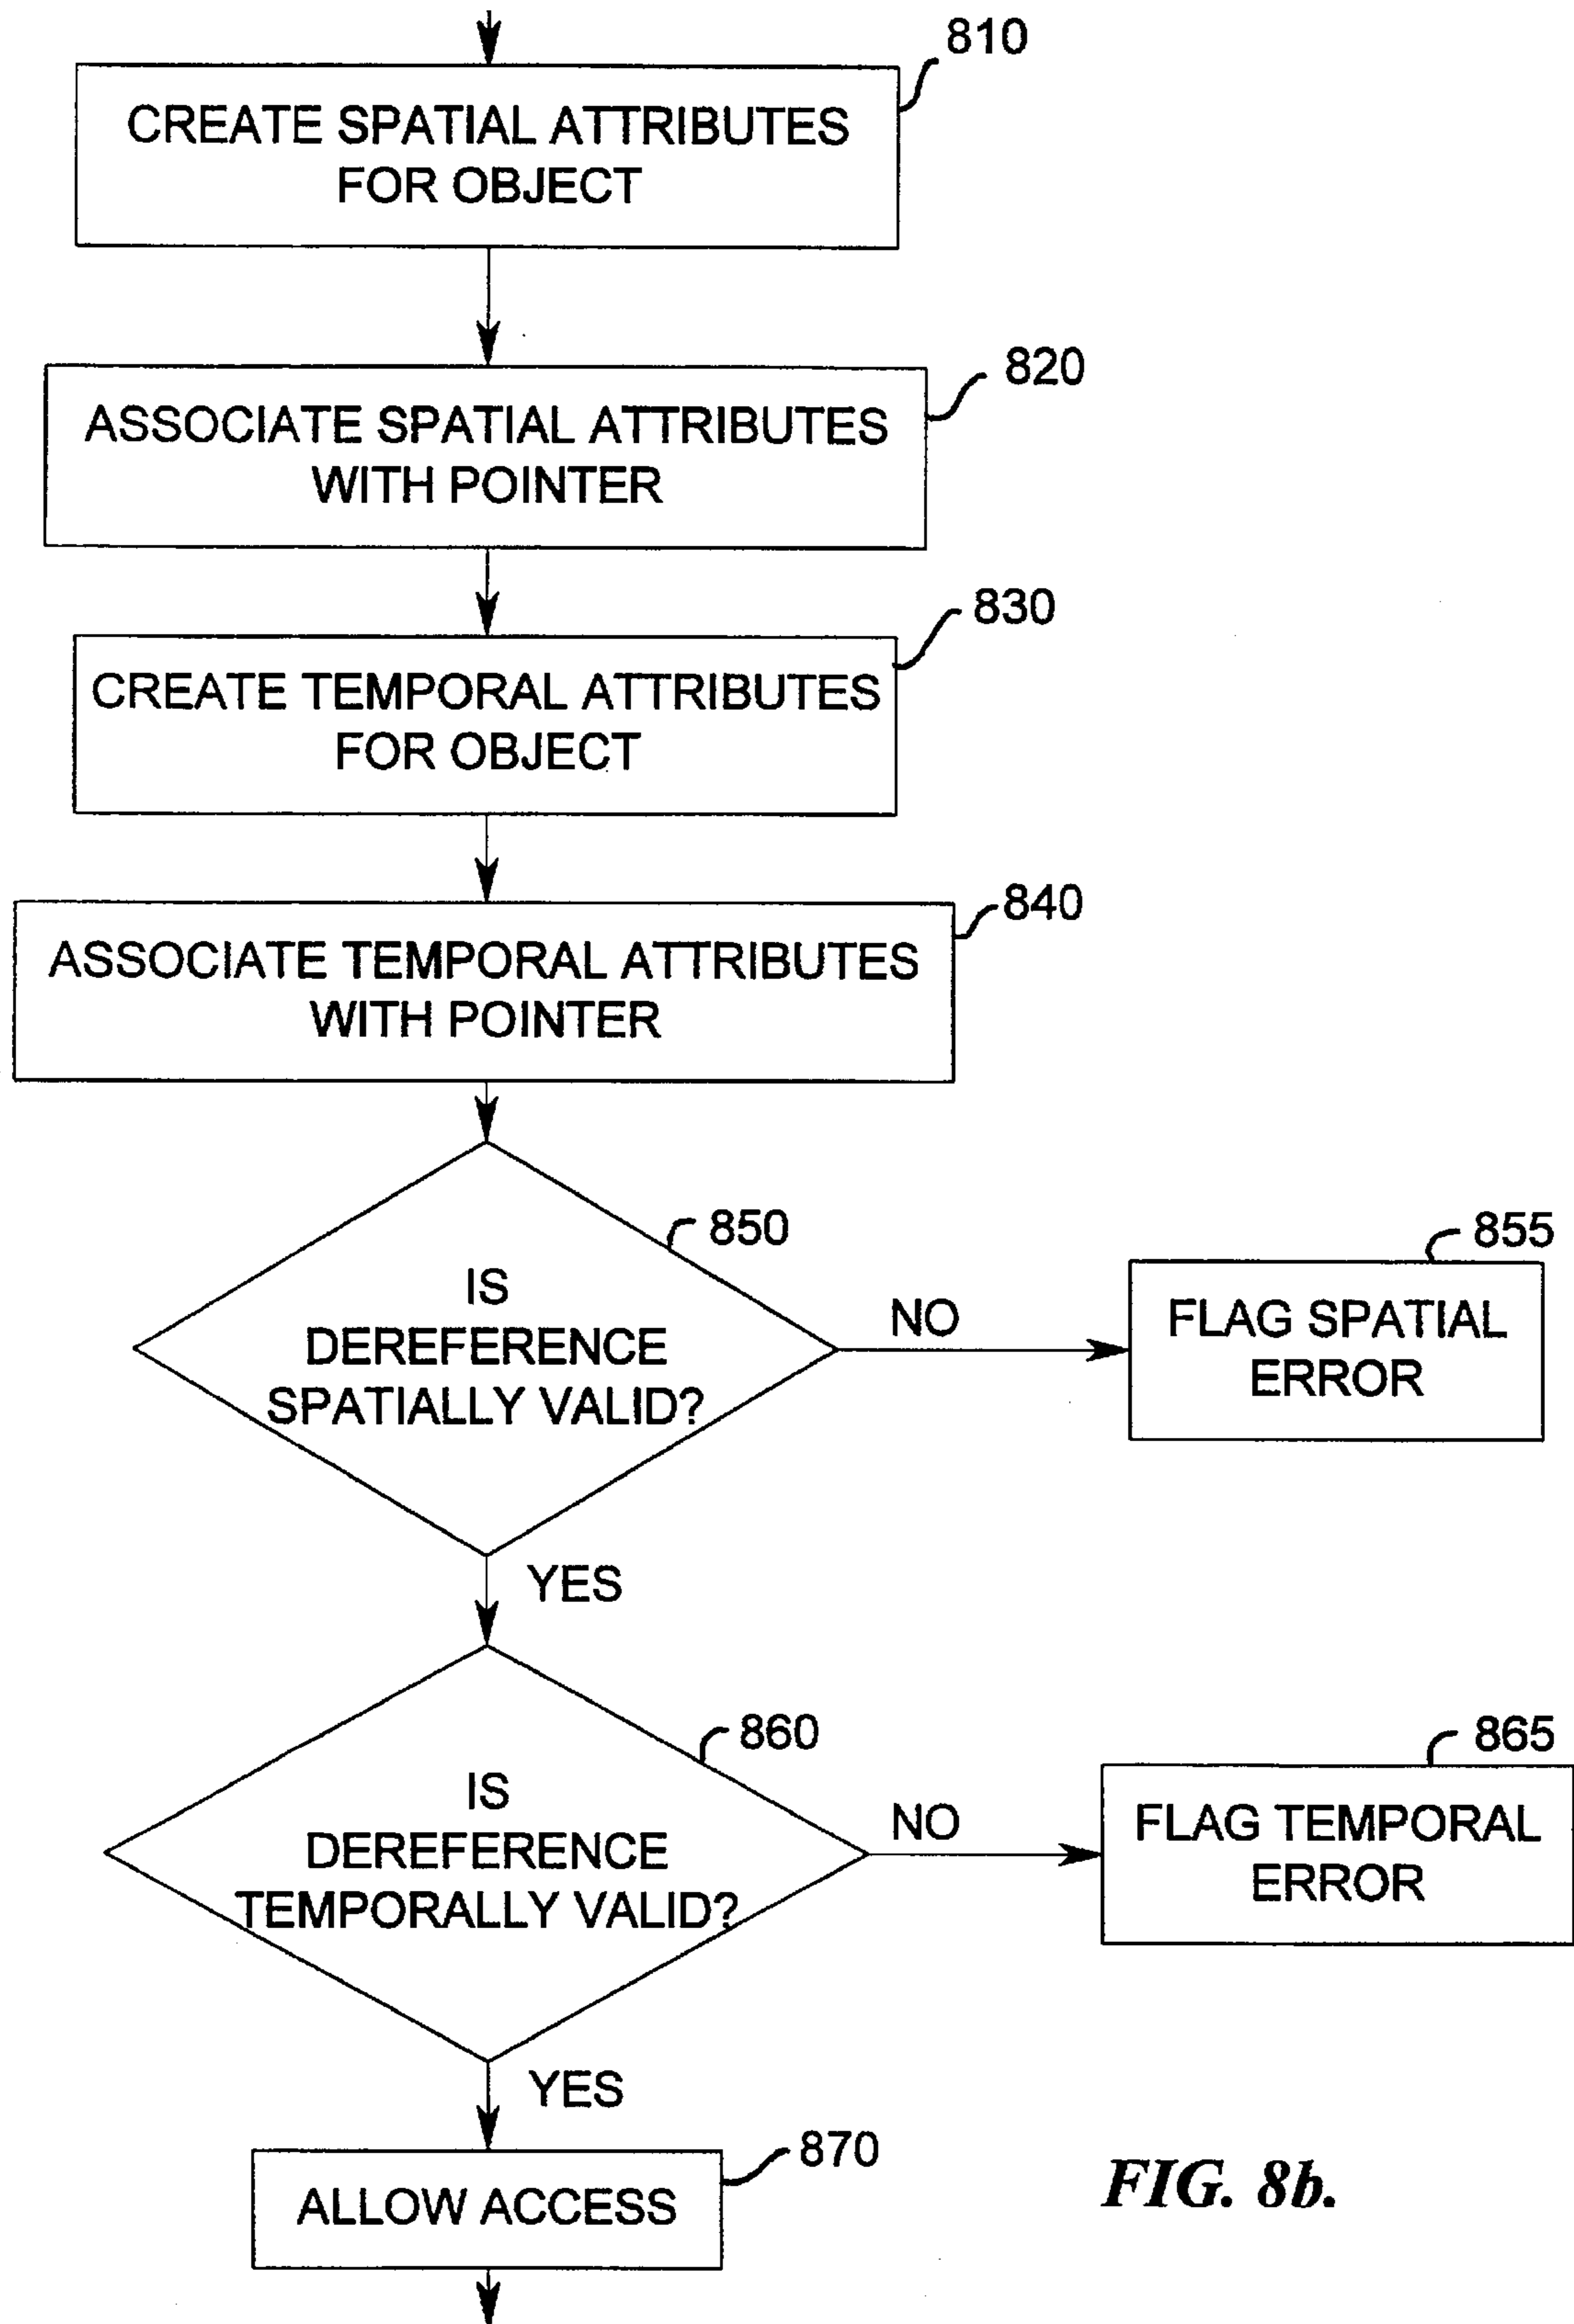 810
CREATE SPATIAL ATTRIBUTES
FOR OBJECT
820
ASSOCIATE SPATIAL ATTRIBUTES
WITH POINTER
830
CREATE TEMPORAL ATTRIBUTES
FOR OBJECT
840
ASSOCIATE TEMPORAL ATTRIBUTES
WITH POINTER
850
IS
DEREFERENCE
SPATIALLY VALID?
NO
855
FLAG SPATIAL
ERROR
YES
860
IS
DEREFERENCE
TEMPORALLY VALID?
NO
865
FLAG TEMPORAL
ERROR
YES
870
ALLOW ACCESS
FIG. 8b.